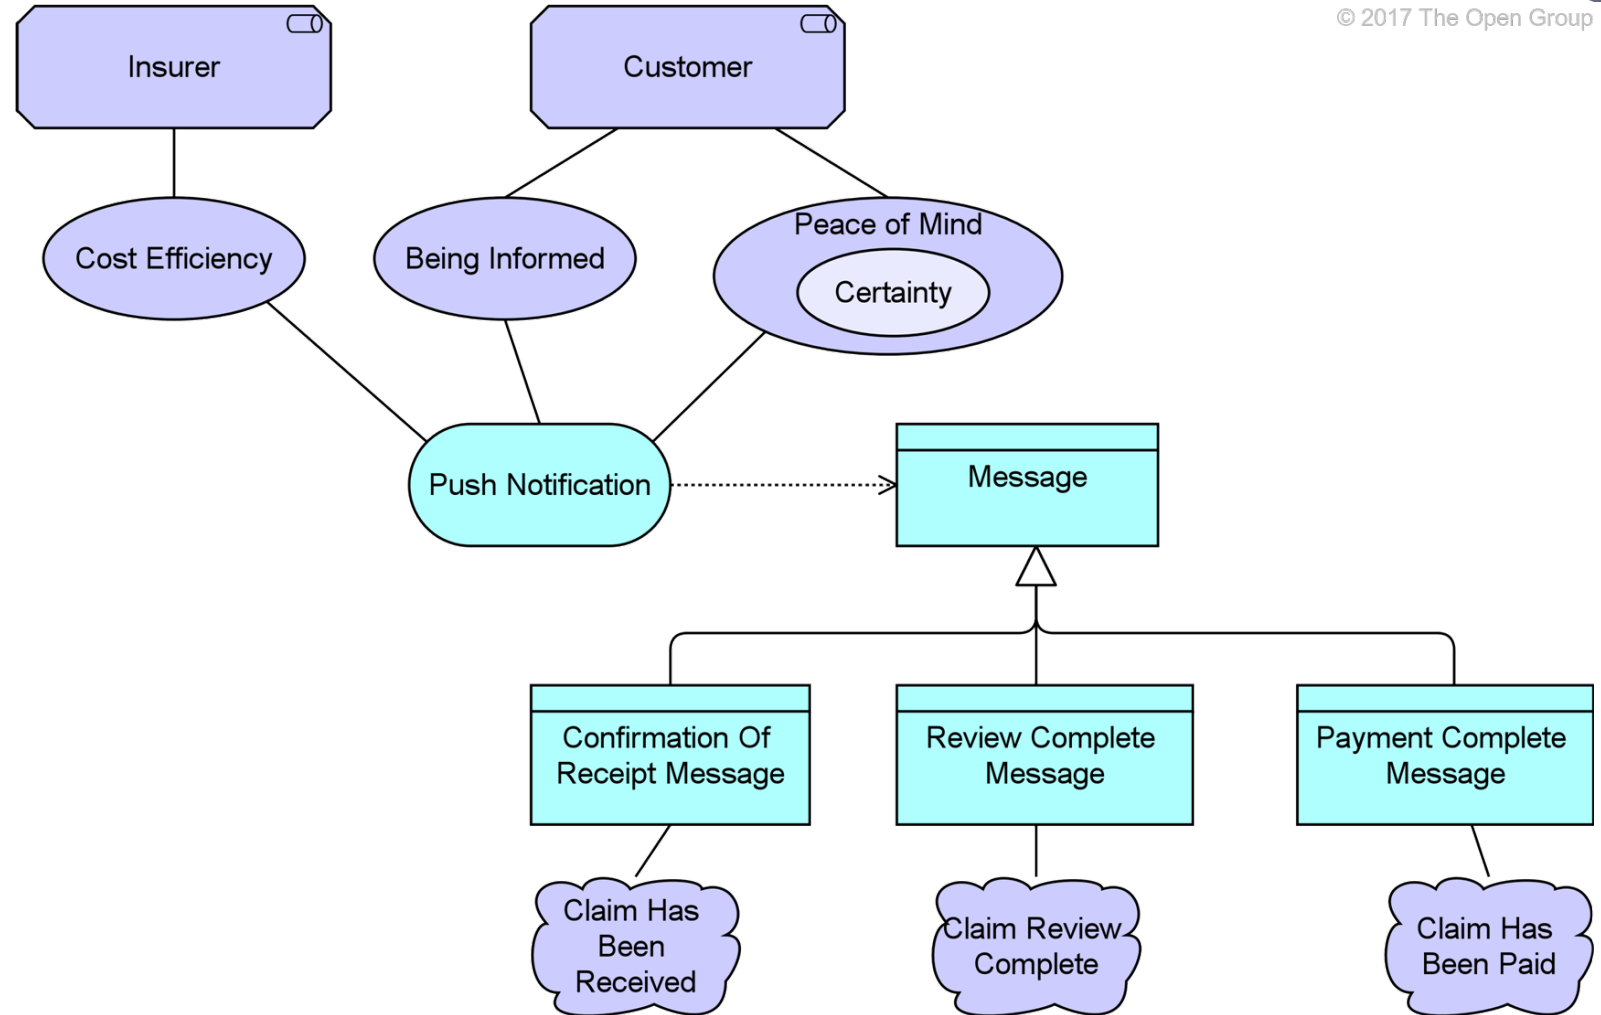 © 2017 The Open Group
Insurer
Customer
Cost Efficiency
Being Informed
Peace of Mind
Certainty
Push Notification
Message
Confirmation Of
Receipt Message
Review Complete
Message
Payment Complete
Message
Claim Has
Been
Received
Claim Review
Complete
Claim Has
Been Paid